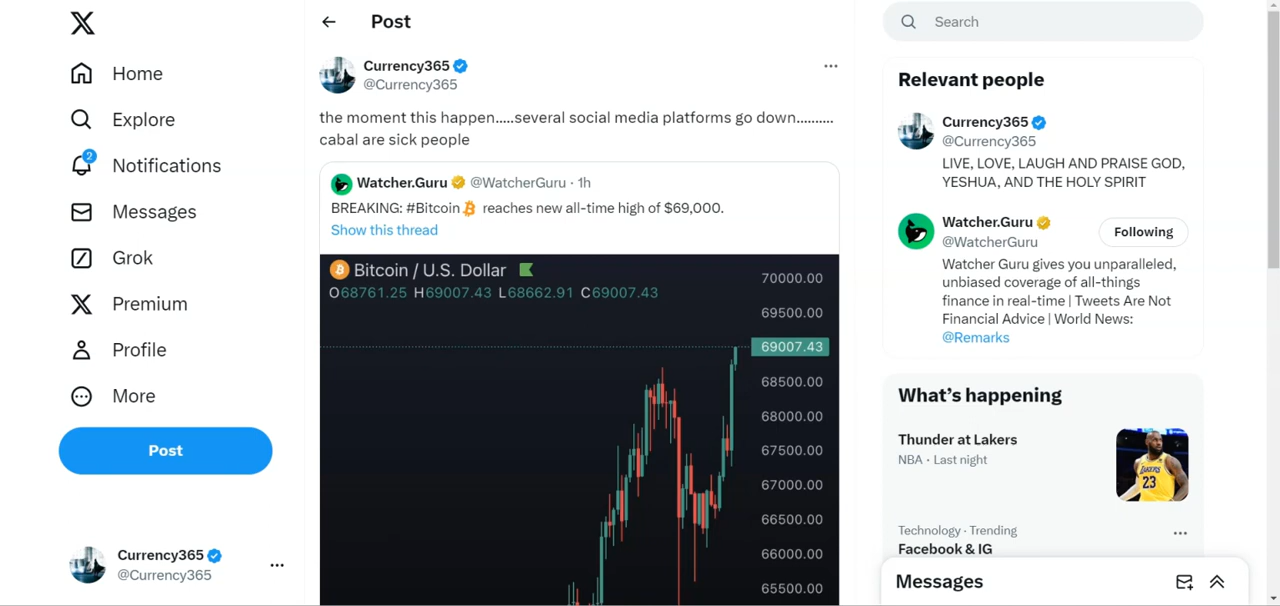 Post
Search
Home
Explore
2
Notifications
Messages
Grok
Premium
Profile
More
Post
Currency365
@Currency365
Currency365
@Currency365
the moment this happen.....several social media platforms go down..........
cabal are sick people
Watcher.Guru @WatcherGuru · 1h
BREAKING: #Bitcoin reaches new all-time high of $69,000.
Show this thread
Bitcoin / U.S. Dollar
O68761.25 H69007.43 L68662.91 C69007.43
70000.00
69500.00
69007.43
68500.00
68000.00
67500.00
67000.00
66500.00
66000.00
65500.00
Relevant people
Currency365
@Currency365
LIVE, LOVE, LAUGH AND PRAISE GOD,
YESHUA, AND THE HOLY SPIRIT
Watcher.Guru
@WatcherGuru
Following
Watcher Guru gives you unparalleled,
unbiased coverage of all-things
finance in real-time | Tweets Are Not
Financial Advice | World News:
@Remarks
What's happening
Thunder at Lakers
NBA · Last night
LAKERS
23
Technology · Trending
Facebook & IG
Messages